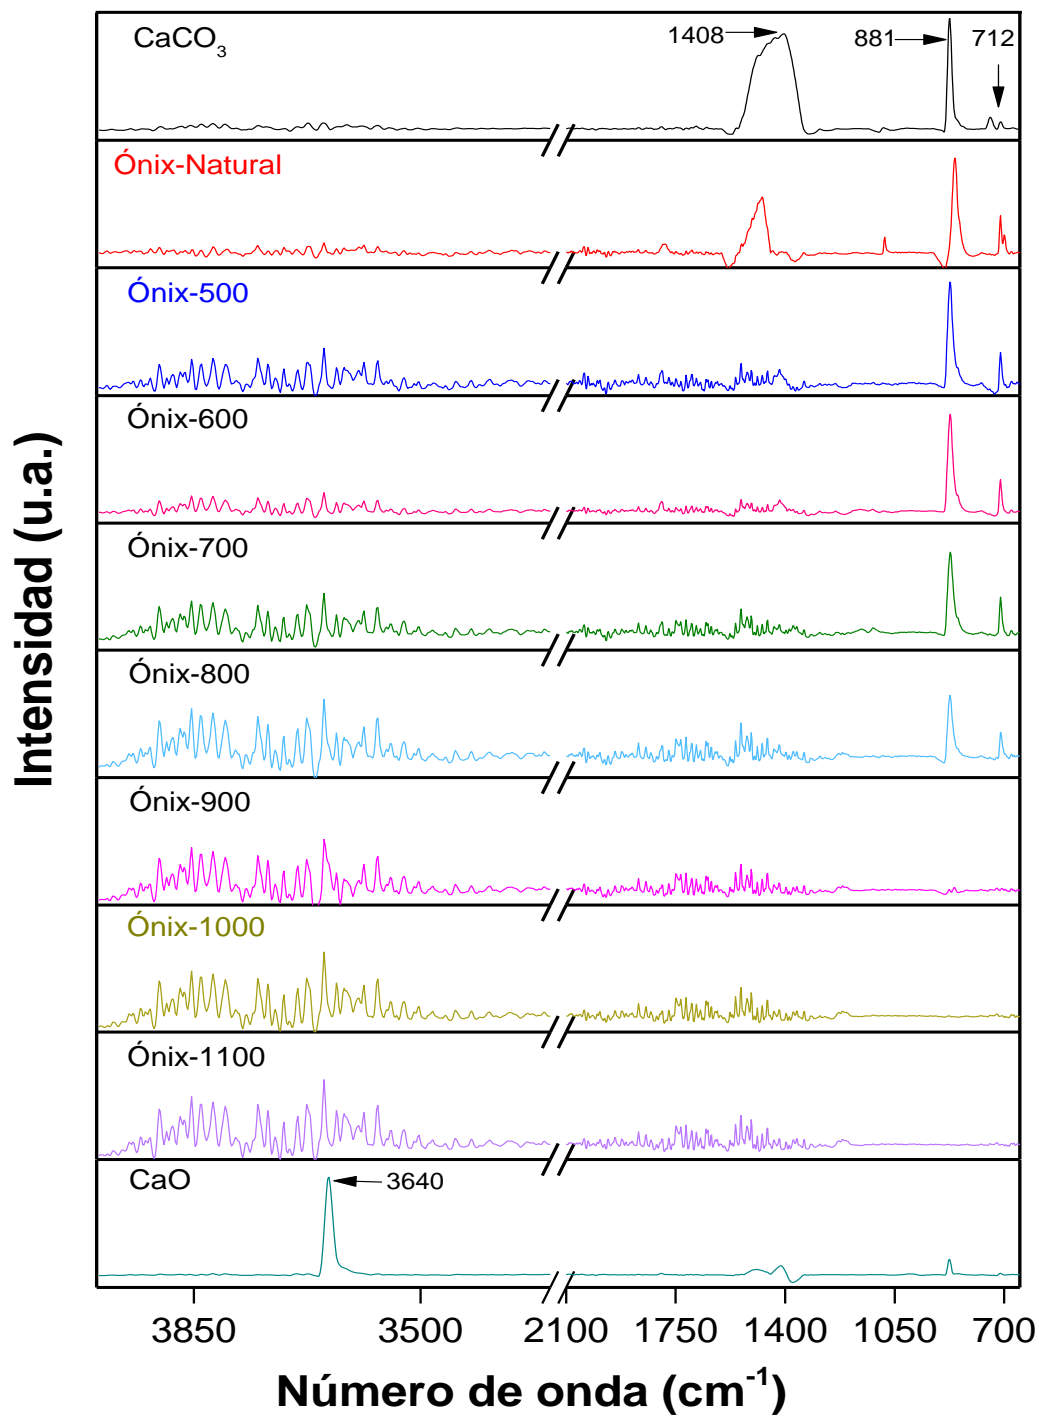 CaCO₃ 1408 881 712
Ónix-Natural
Ónix-500
Ónix-600
Ónix-700
Ónix-800
Ónix-900
Ónix-1000
Ónix-1100
CaO 3640
Intensidad (u.a.)
3850 3500 2100 1750 1400 1050 700
Número de onda (cm⁻¹)